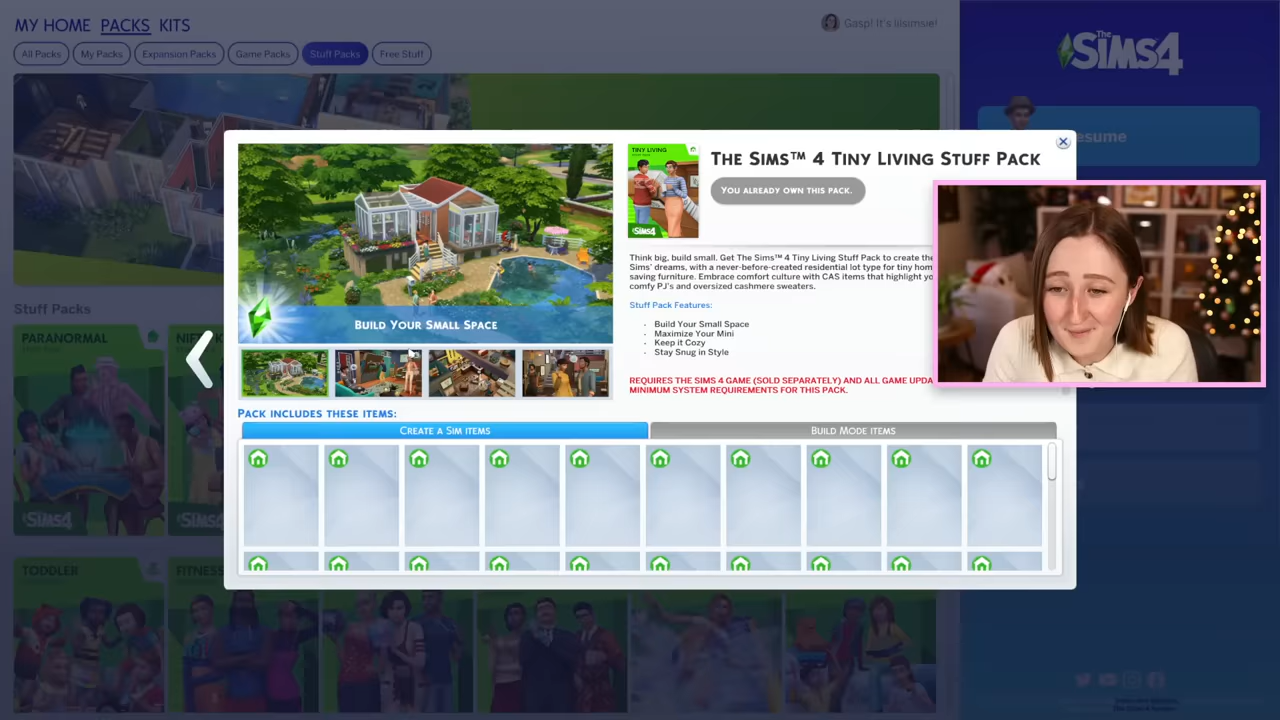 MY HOME PACKS KITS
Gasp! It's lilsimsie!
All Packs My Packs Expansion Packs Game Packs Stuff Packs Free Stuff
The SiMS 4
esume
THE SIMS™ 4 TINY LIVING STUFF PACK
TINY LIVING
YOU ALREADY OWN THIS PACK.
SiMS4
Think big, build small. Get The Sims™ 4 Tiny Living Stuff Pack to create the
Sims' dreams, with a never-before-created residential lot type for tiny hom
saving furniture. Embrace comfort culture with CAS items that highlight yo
comfy PJ's and oversized cashmere sweaters.
Stuff Pack Features:
· Build Your Small Space
· Maximize Your Mini
· Keep it Cozy
· Stay Snug in Style
BUILD YOUR SMALL SPACE
REQUIRES THE SIMS 4 GAME (SOLD SEPARATELY) AND ALL GAME UPDA
MINIMUM SYSTEM REQUIREMENTS FOR THIS PACK.
PACK INCLUDES THESE ITEMS:
CREATE A SIM ITEMS BUILD MODE ITEMS
Stuff Packs
PARANORMAL
SiMS4
TODDLER FITNESS